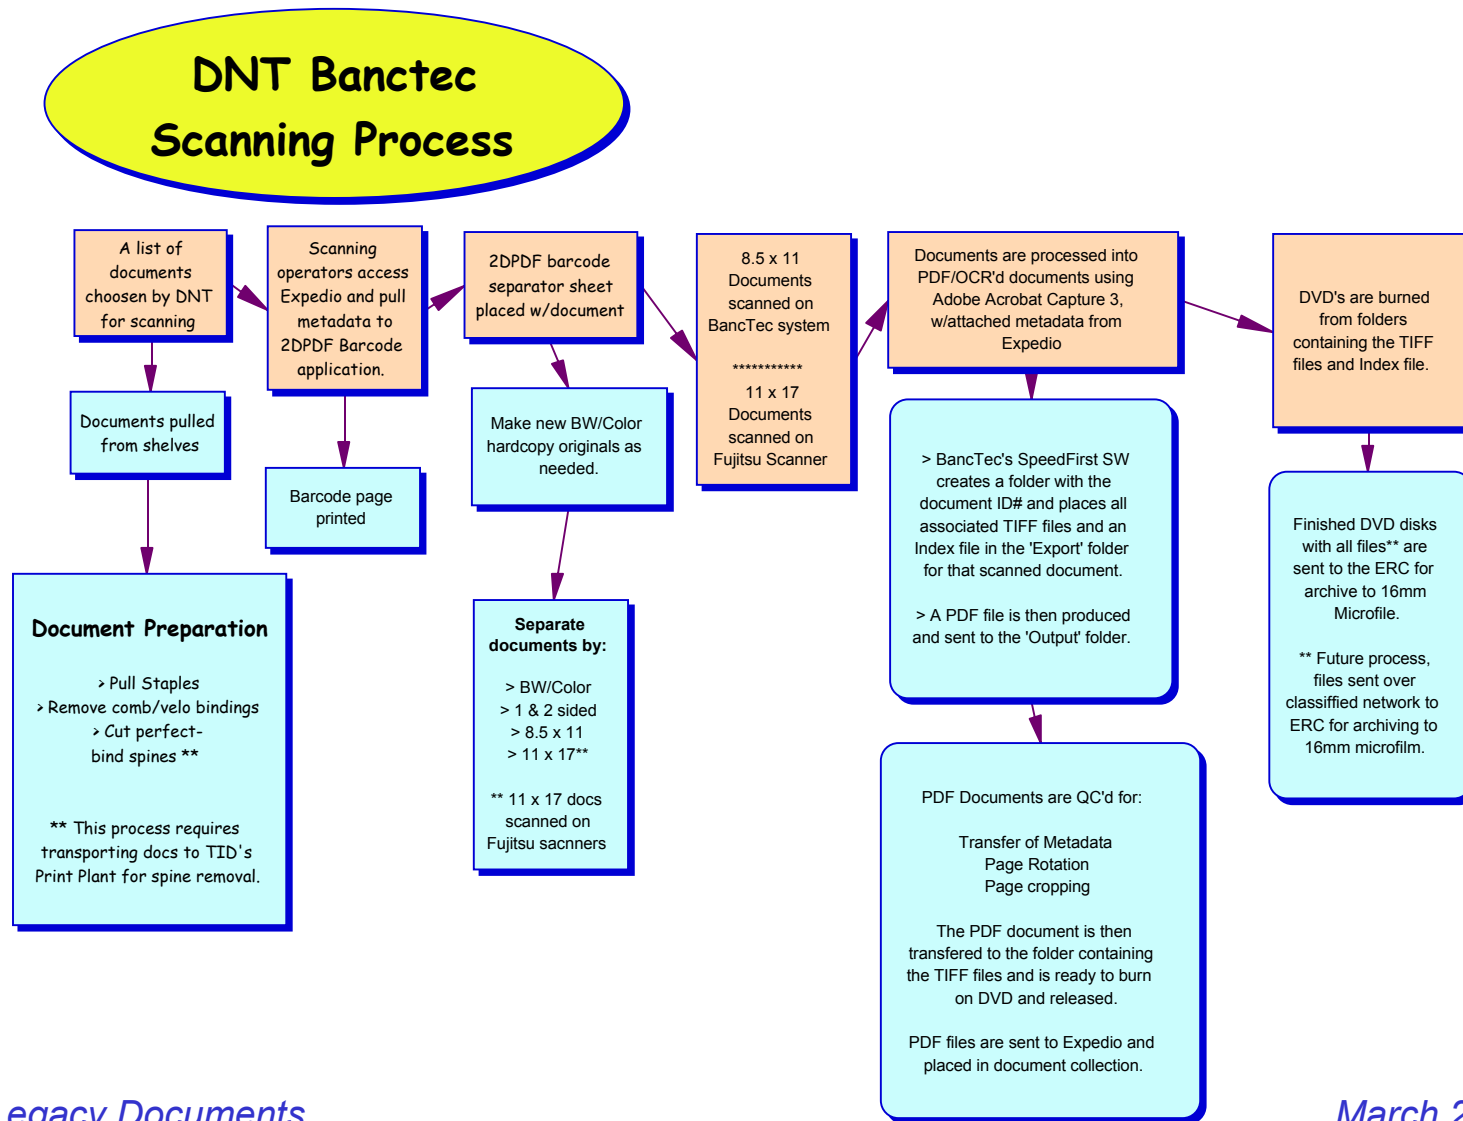 DNT Banctec
Scanning Process
A list of
documents
choosen by DNT
for scanning
Documents pulled
from shelves
Document Preparation
> Pull Staples
> Remove comb/velo bindings
> Cut perfect-
bind spines **
** This process requires
transporting docs to TID's
Print Plant for spine removal.
Scanning
operators access
Expedio and pull
metadata to
2DPDF Barcode
application.
Barcode page
printed
2DPDF barcode
separator sheet
placed w/document
Make new BW/Color
hardcopy originals as
needed.
Separate
documents by:
> BW/Color
> 1 & 2 sided
> 8.5 x 11
> 11 x 17**
** 11 x 17 docs
scanned on
Fujitsu sacnners
8.5 x 11
Documents
scanned on
BancTec system
***********
11 x 17
Documents
scanned on
Fujitsu Scanner
Documents are processed into
PDF/OCR'd documents using
Adobe Acrobat Capture 3,
w/attached metadata from
Expedio
> BancTec's SpeedFirst SW
creates a folder with the
document ID# and places all
associated TIFF files and an
Index file in the 'Export' folder
for that scanned document.
> A PDF file is then produced
and sent to the 'Output' folder.
PDF Documents are QC'd for:
Transfer of Metadata
Page Rotation
Page cropping
The PDF document is then
transfered to the folder containing
the TIFF files and is ready to burn
on DVD and released.
PDF files are sent to Expedio and
placed in document collection.
DVD's are burned
from folders
containing the TIFF
files and Index file.
Finished DVD disks
with all files** are
sent to the ERC for
archive to 16mm
Microfile.
** Future process,
files sent over
classiffied network to
ERC for archiving to
16mm microfilm.
egacy Documents
March 2